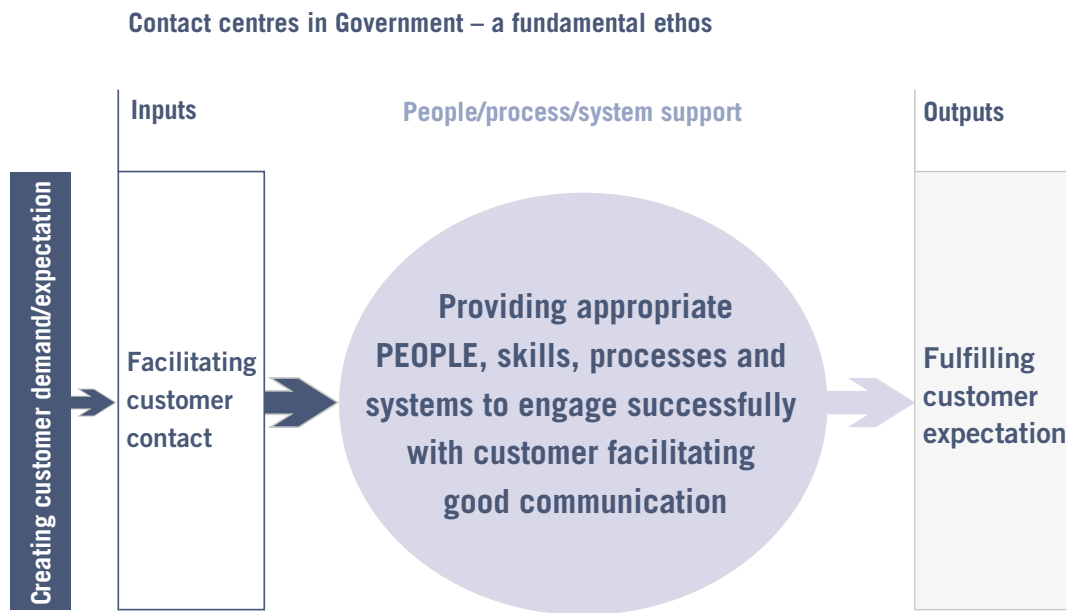 Contact centres in Government – a fundamental ethos
Inputs
People/process/system support
Outputs
Creating customer demand/expectation
Facilitating
customer
contact
Providing appropriate
PEOPLE, skills, processes and
systems to engage successfully
with customer facilitating
good communication
Fulfilling
customer
expectation